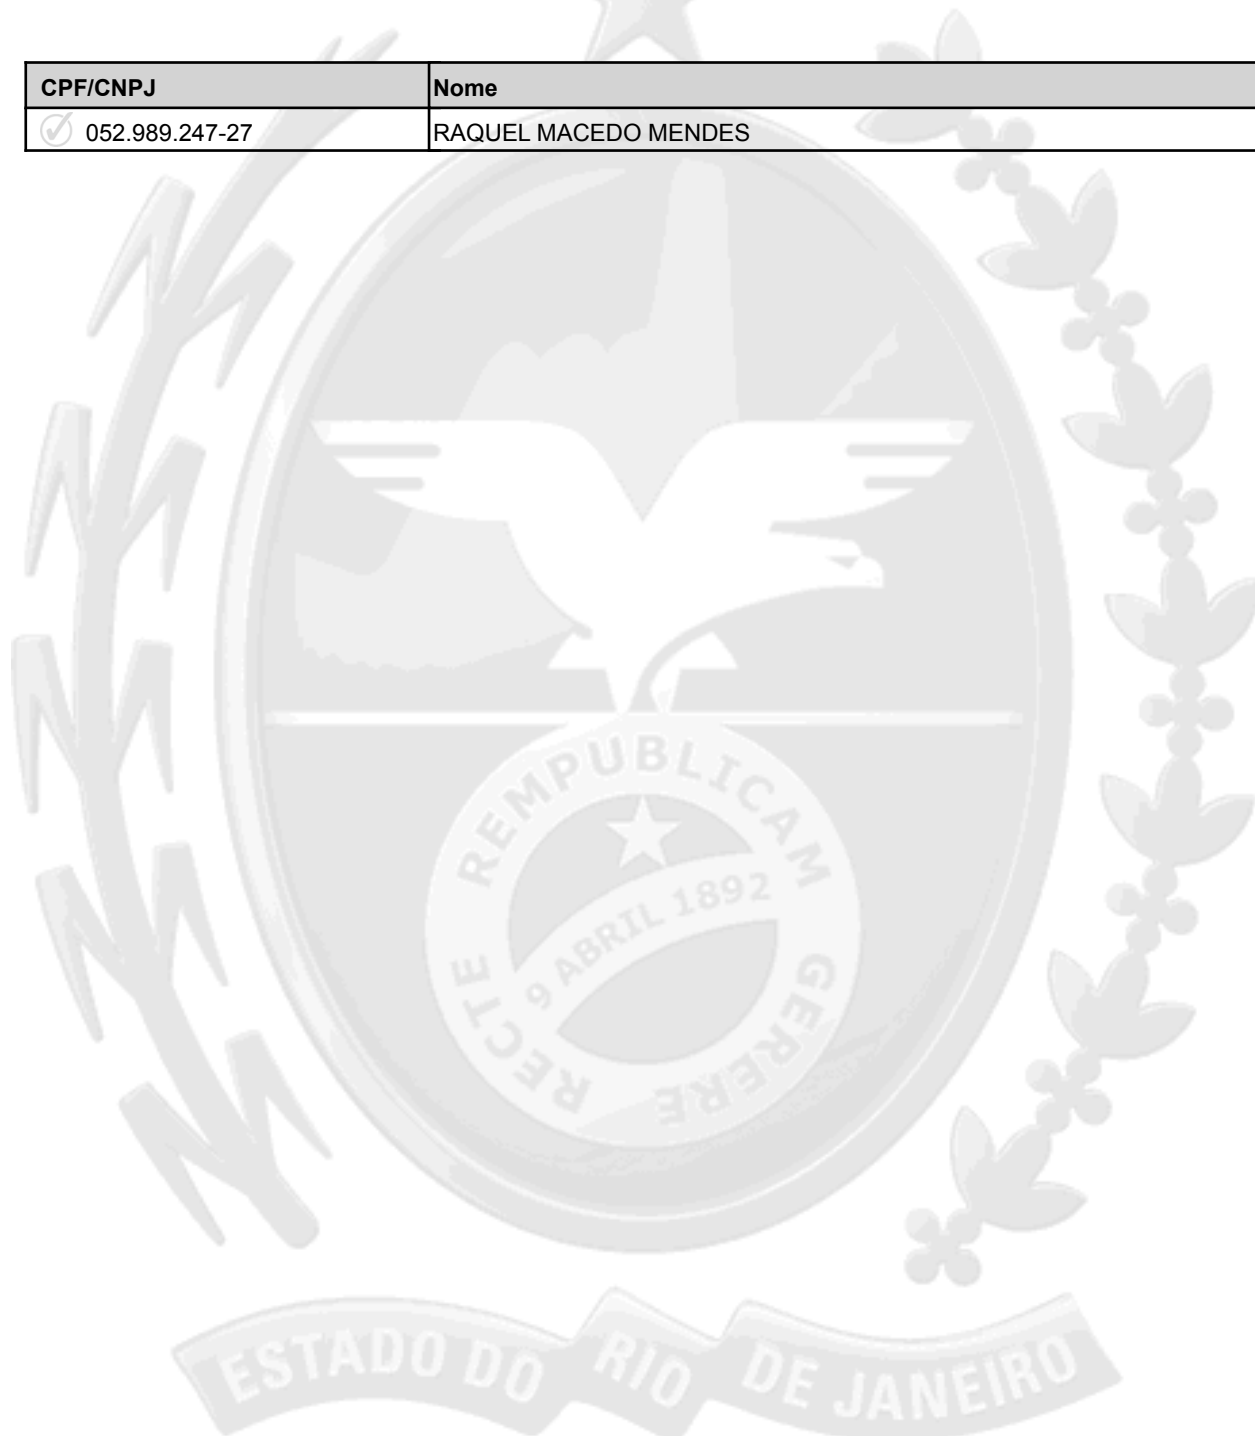 CPF/CNPJ Nome
052.989.247-27 RAQUEL MACEDO MENDES
REMPUBLICAM
9 ABRIL 1892
RECTE GERERE
ESTADO DO RIO DE JANEIRO